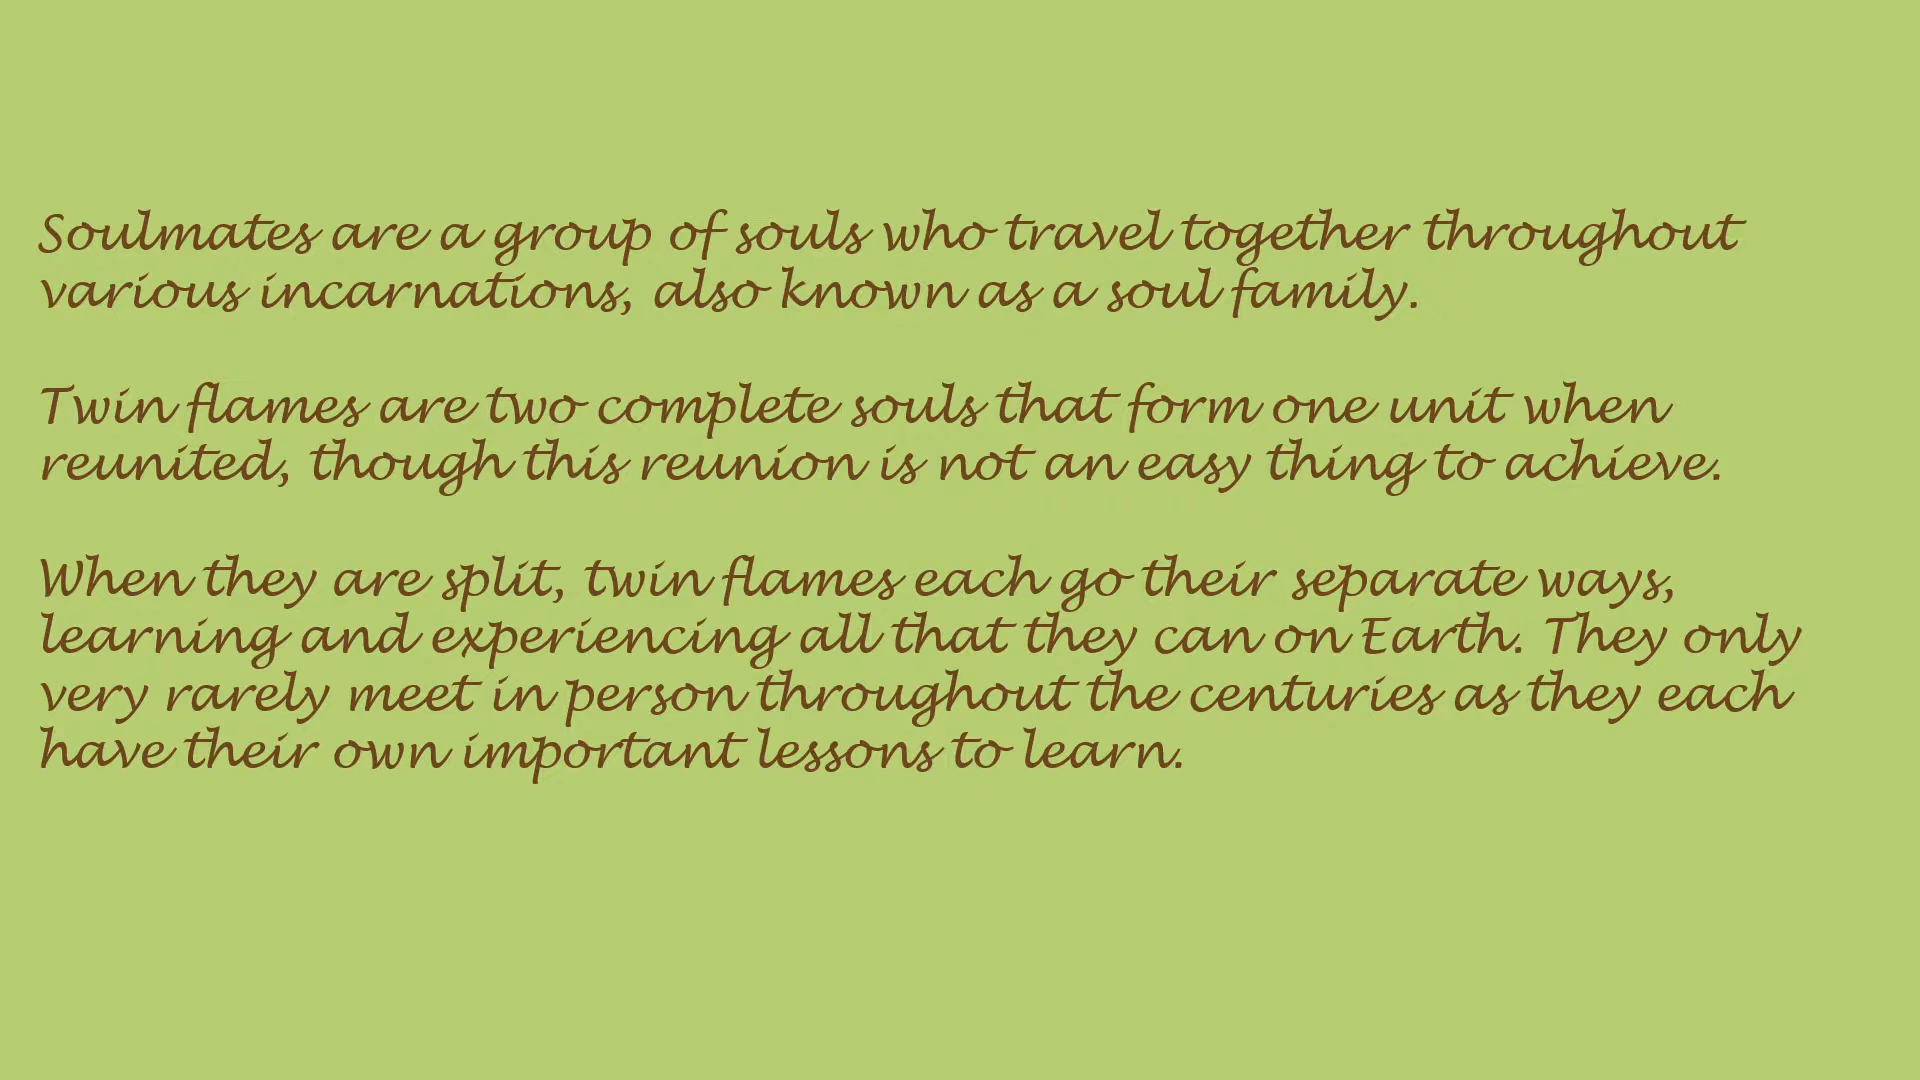 Soulmates are a group of souls who travel together throughout
various incarnations, also known as a soul family.
Twin flames are two complete souls that form one unit when
reunited, though this reunion is not an easy thing to achieve.
When they are split, twin flames each go their separate ways,
learning and experiencing all that they can on Earth. They only
very rarely meet in person throughout the centuries as they each
have their own important lessons to learn.